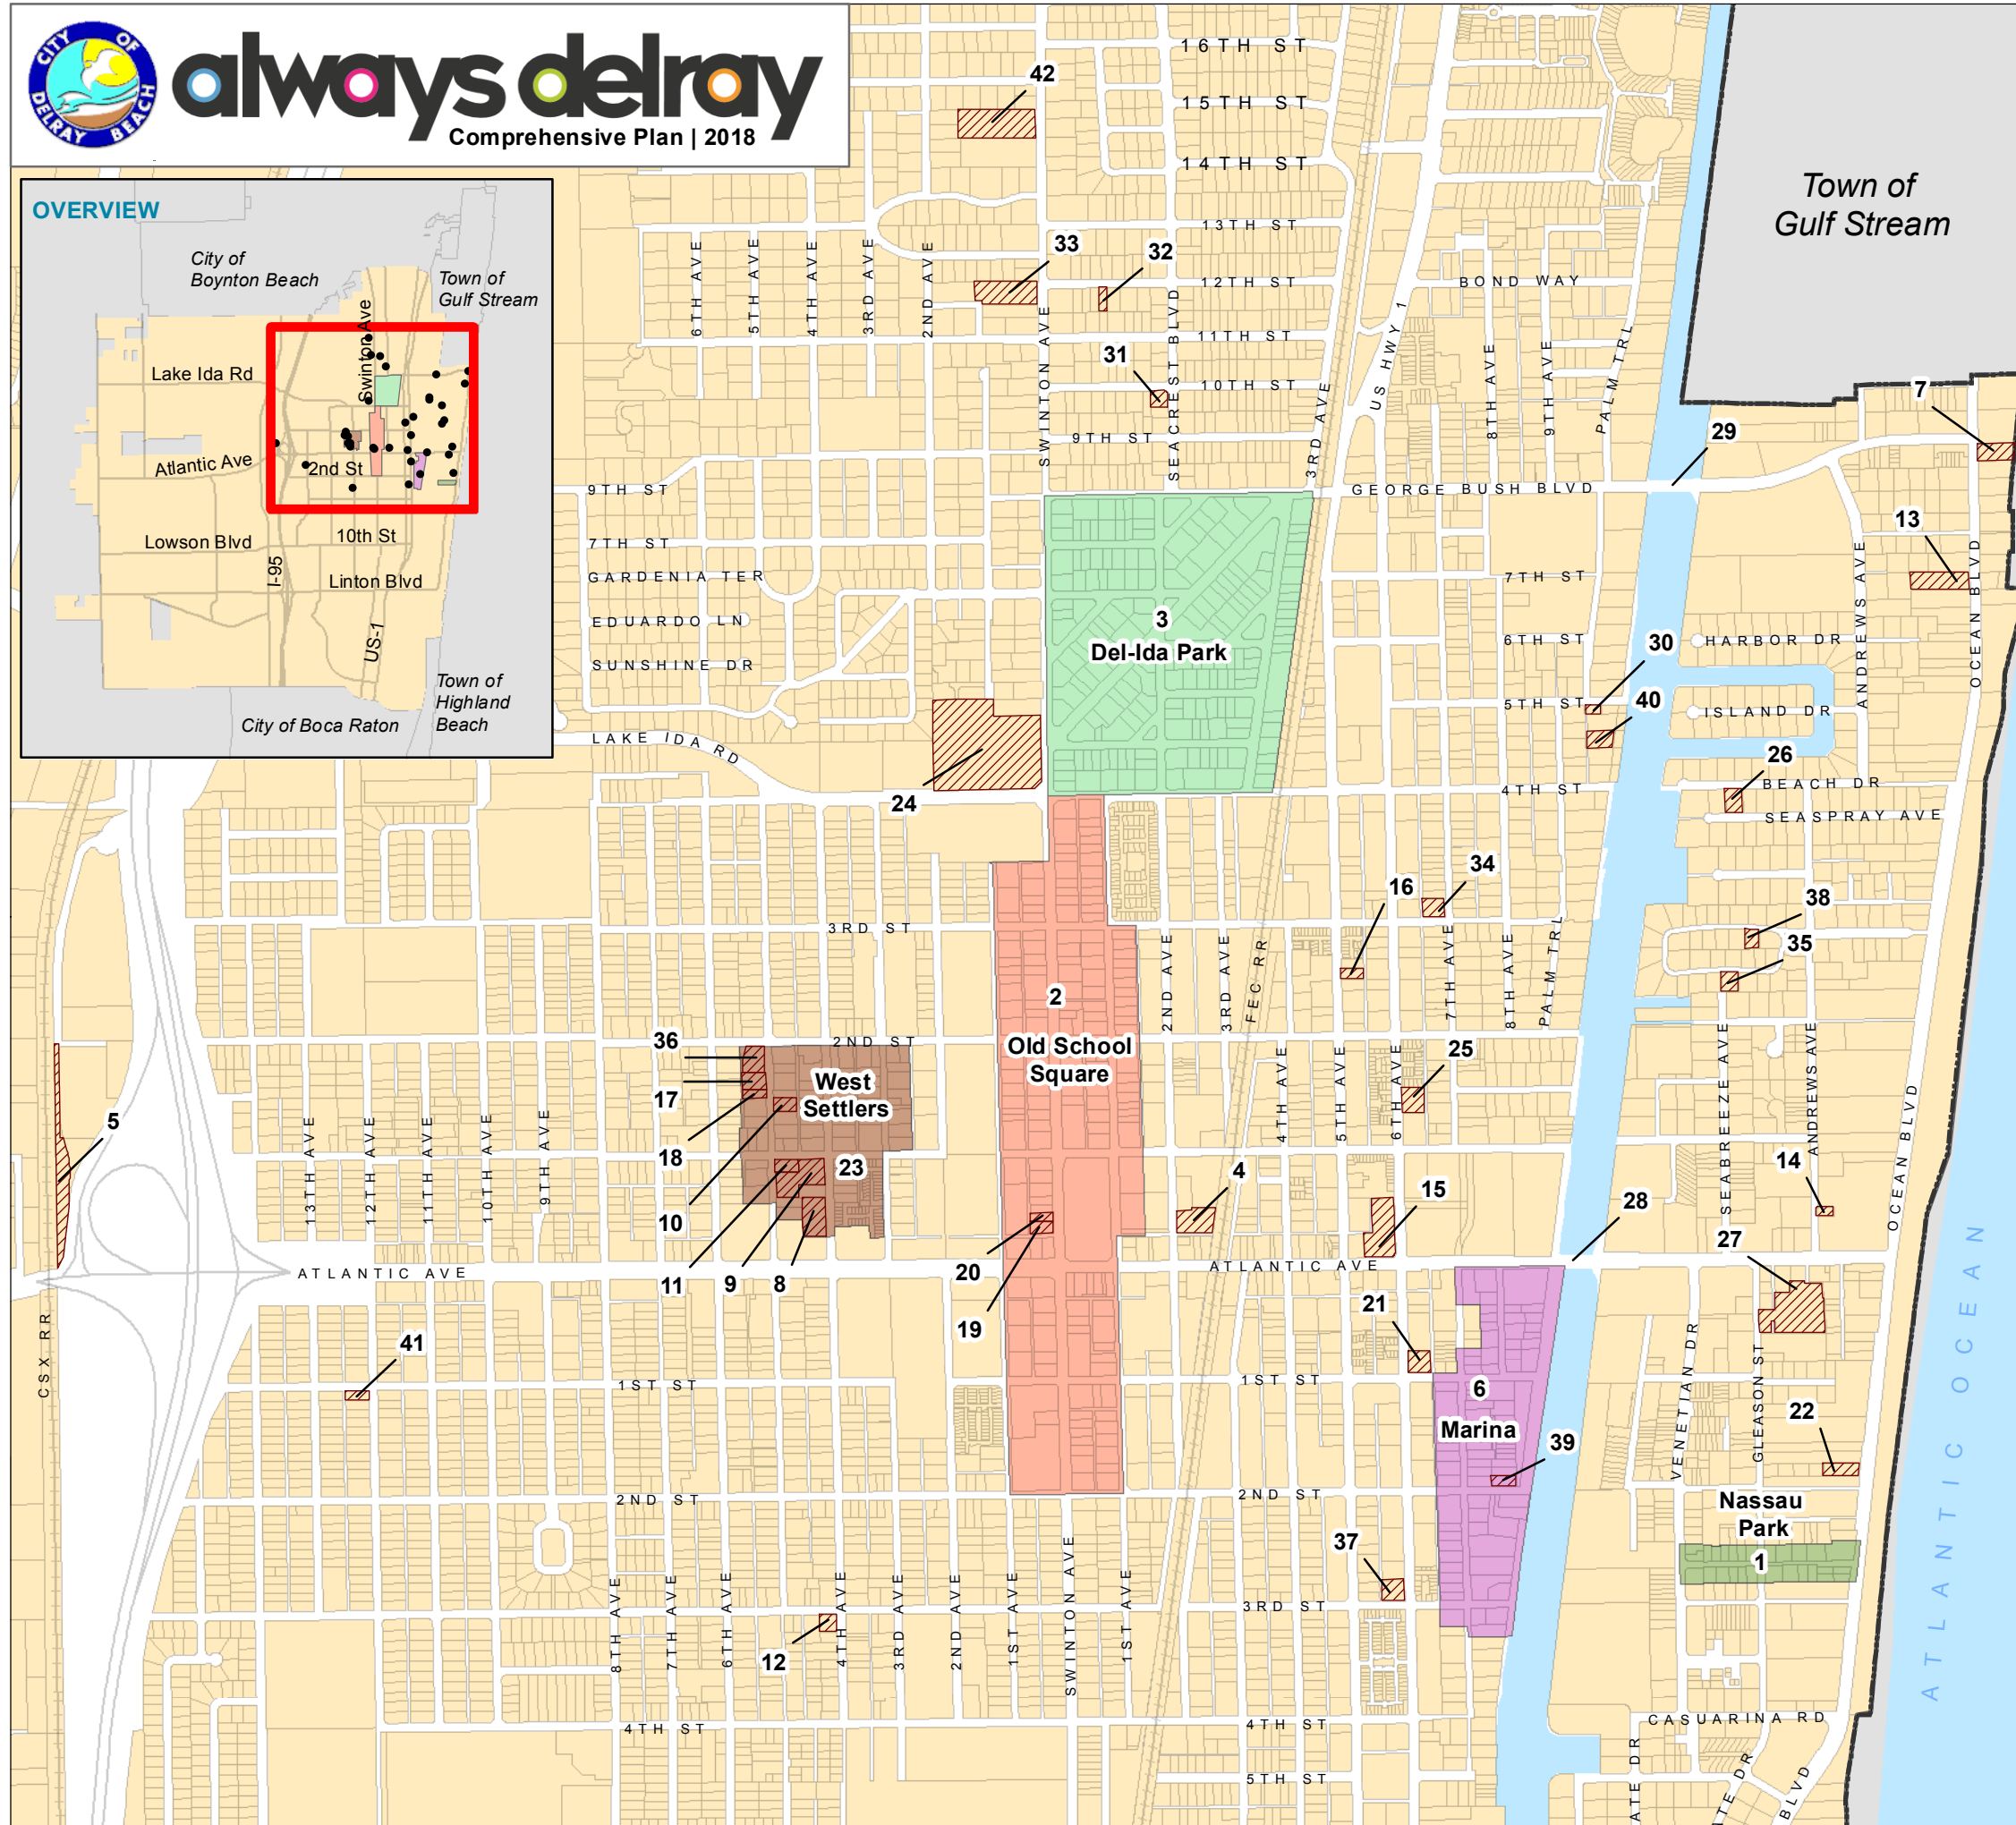 CITY OF
DELRAY BEACH
always delray
Comprehensive Plan | 2018
OVERVIEW
City of
Boynton Beach
Town of
Gulf Stream
Swinton Ave
Lake Ida Rd
Atlantic Ave
2nd St
Lowson Blvd
10th St
I-95
Linton Blvd
US-1
Town of
Highland
Beach
City of Boca Raton
16TH ST
42
15TH ST
14TH ST
Town of
Gulf Stream
13TH ST
33
32
6TH AVE
5TH AVE
4TH AVE
3RD AVE
2ND AVE
12TH ST
BOND WAY
SWINTON AVE
SEACREST BLVD
11TH ST
US HWY 1
31
10TH ST
8TH AVE
9TH AVE
PALM TRL
7
3RD AVE
9TH ST
29
9TH ST
GEORGE BUSH BLVD
13
7TH ST
GARDENIA TER
7TH ST
ANDREWS AVE
OCEAN BLVD
EDUARDO LN
3
Del-Ida Park
6TH ST
30
HARBOR DR
SUNSHINE DR
5TH ST
40
ISLAND DR
LAKE IDA RD
26
24
4TH ST
BEACH DR
SEASPRAY AVE
34
16
38
3RD ST
35
2ND AVE
3RD AVE
FEC RR
7TH AVE
8TH AVE
PALM TRL
2
Old School
Square
36
2ND ST
25
West
Settlers
17
4TH AVE
5TH AVE
6TH AVE
SEABREEZE AVE
ANDREWS AVE
5
18
23
13TH AVE
12TH AVE
11TH AVE
10TH AVE
9TH AVE
14
4
15
OCEAN BLVD
10
28
27
ATLANTIC AVE
11
9
8
20
ATLANTIC AVE
19
21
41
CSX RR
1ST ST
1ST ST
6
Marina
VENETIAN DR
GLEASON ST
22
39
2ND ST
2ND ST
Nassau
Park
1
37
ATLANTIC OCEAN
8TH AVE
7TH AVE
6TH AVE
4TH AVE
3RD AVE
2ND AVE
1ST AVE
SWINTON AVE
1ST AVE
3RD ST
12
4TH ST
4TH ST
CASUARINA RD
5TH ST
ATE DR
TE DR
BLVD